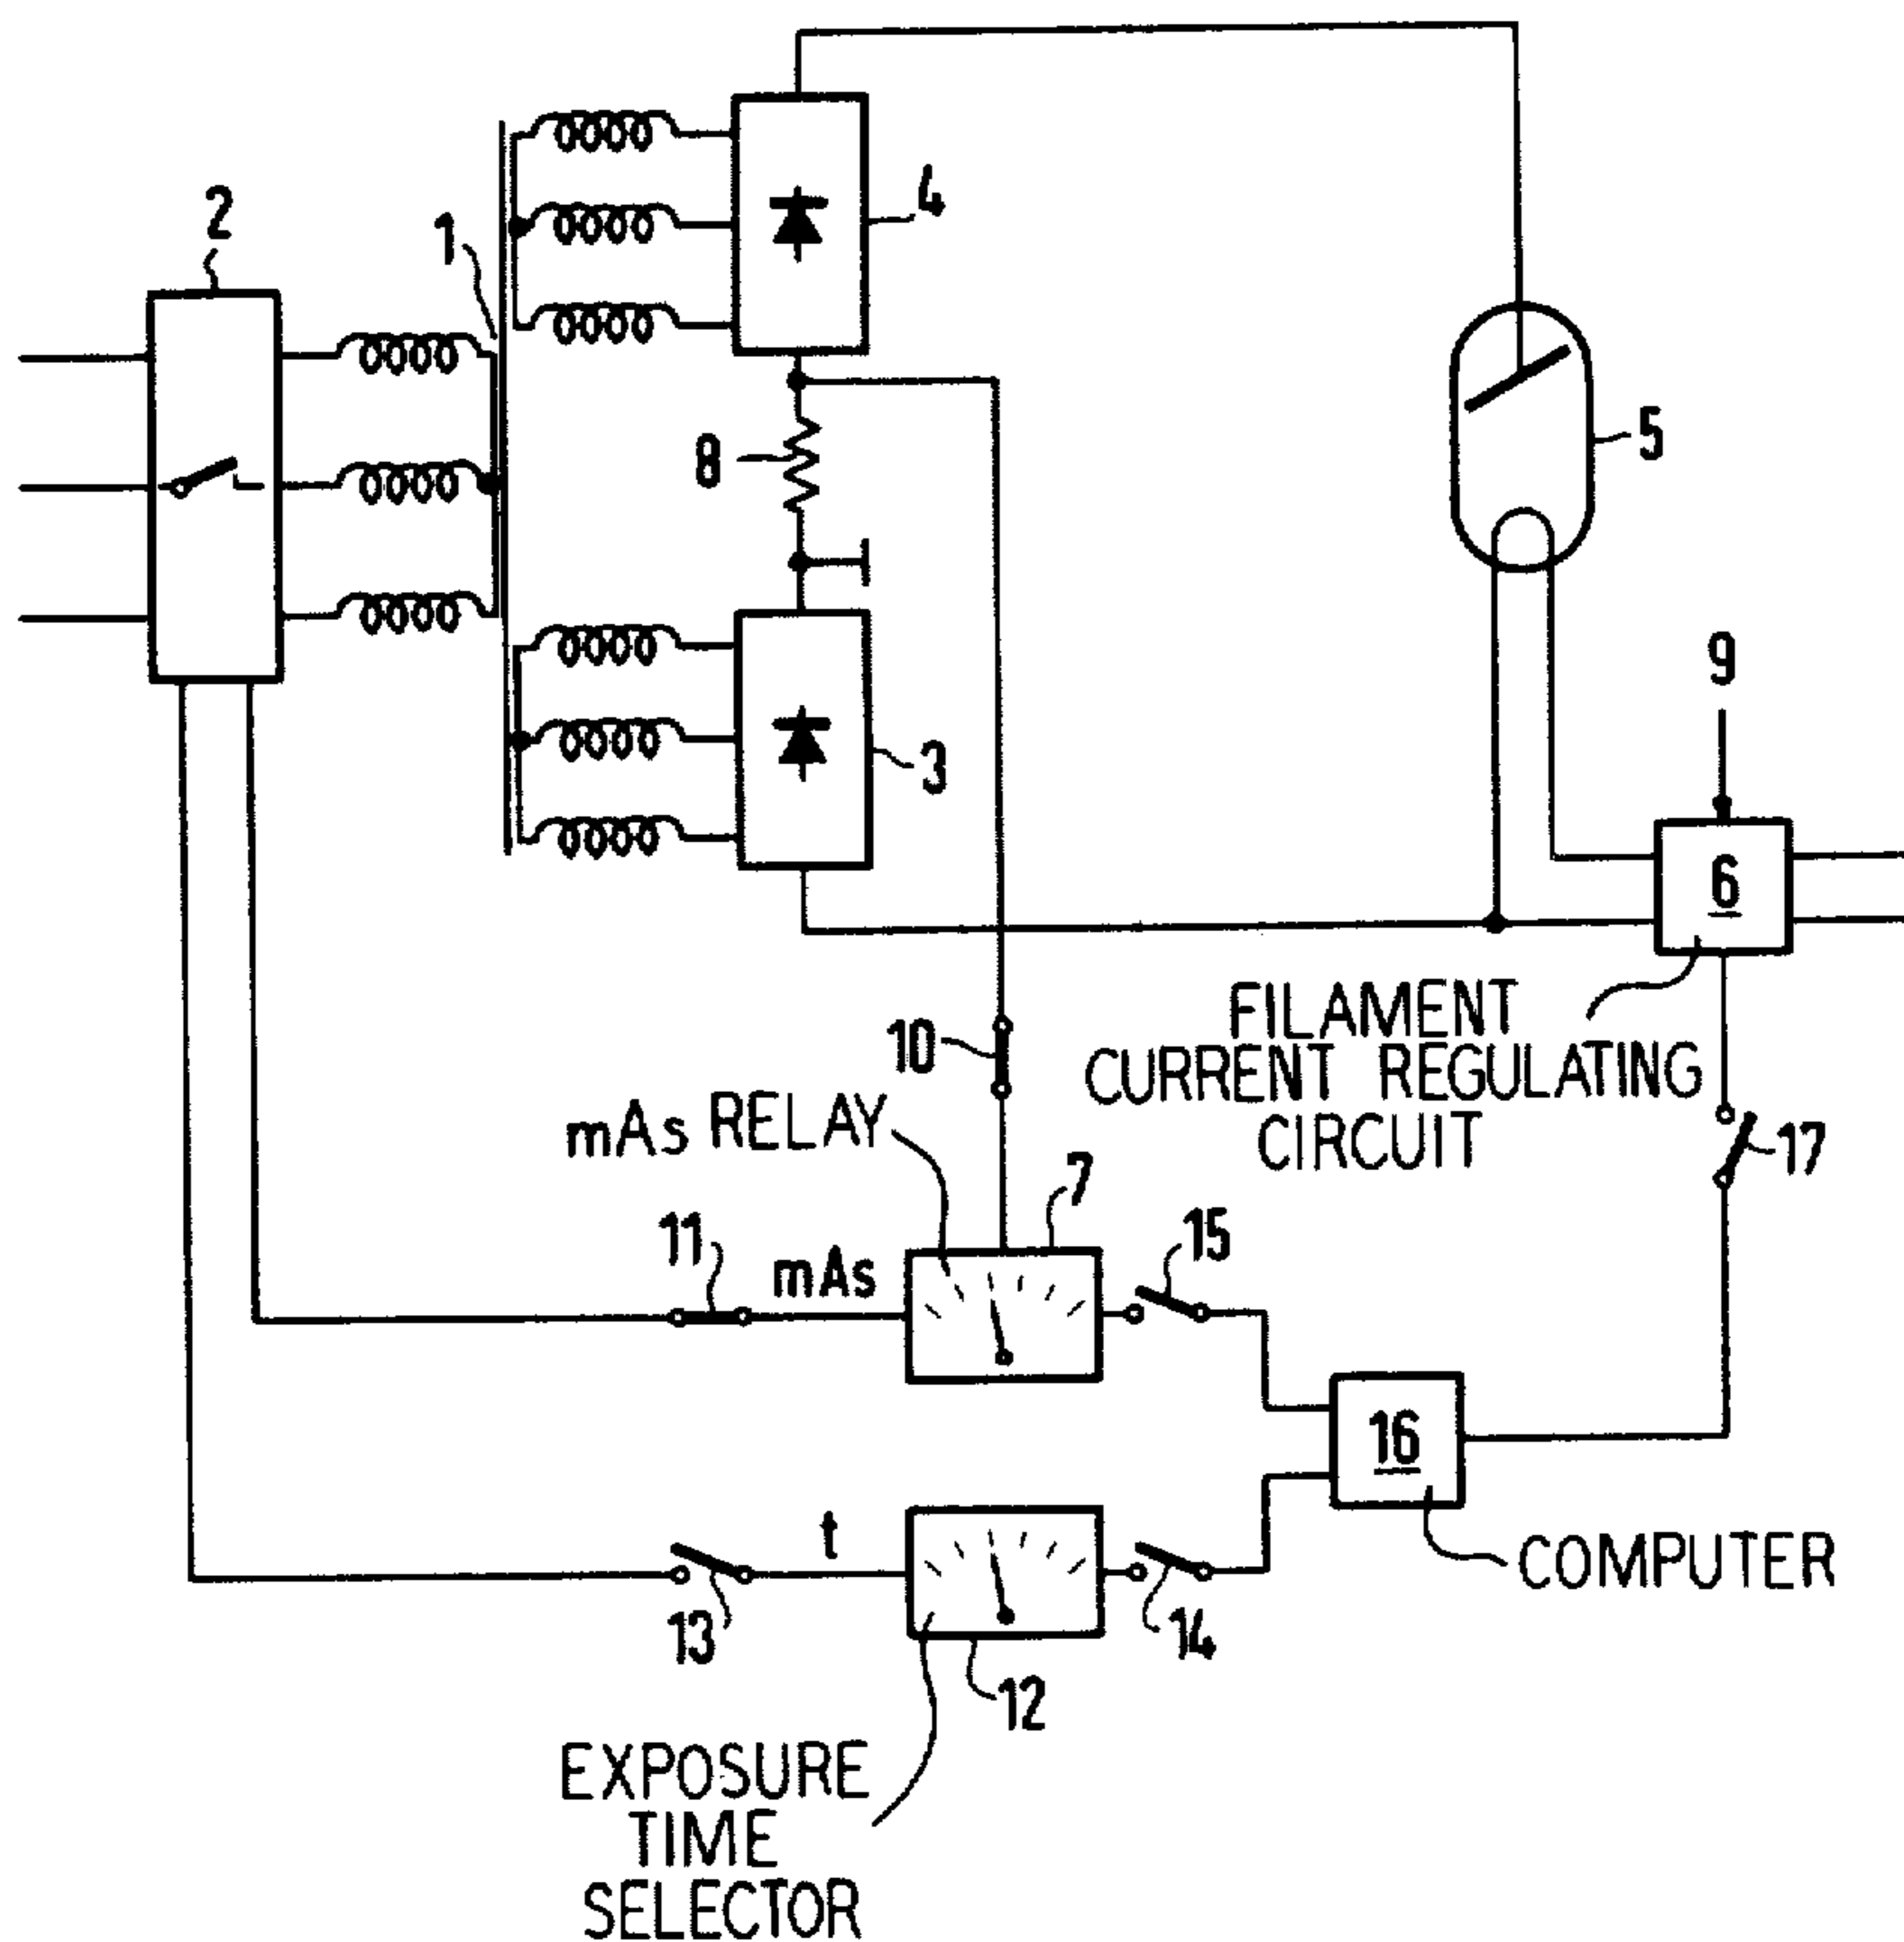 2
1
4
8
5
3
9
6
FILAMENT
CURRENT REGULATING
CIRCUIT
10
mAs RELAY
7
17
11
mAs
15
16
t
COMPUTER
13
14
12
EXPOSURE
TIME
SELECTOR